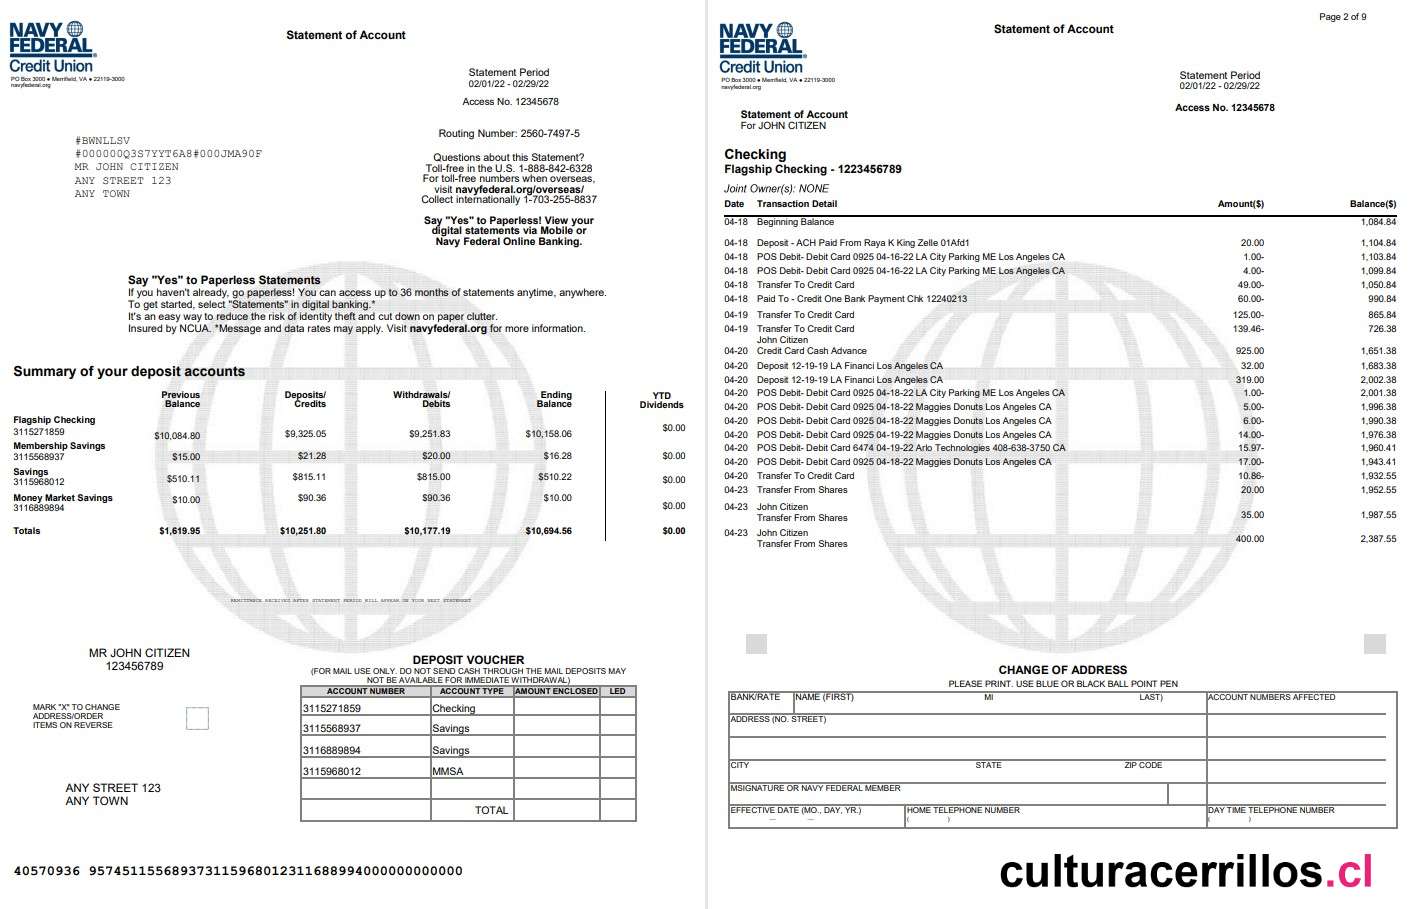 NAVY
FEDERAL
Credit Union
PO Box 3000 ● Merrifield, VA ● 22119-3000
navyfederal.org
Statement of Account
Statement Period
02/01/22 - 02/29/22
Access No. 12345678
Routing Number: 2560-7497-5
Questions about this Statement?
Toll-free in the U.S. 1-888-842-6328
For toll-free numbers when overseas,
visit navyfederal.org/overseas/
Collect internationally 1-703-255-8837
Say "Yes" to Paperless! View your
digital statements via Mobile or
Navy Federal Online Banking.
#BWNLLSV
#000000Q3S7YYT6A8#000JMA90F
MR JOHN CITIZEN
ANY STREET 123
ANY TOWN
Say "Yes" to Paperless Statements
If you haven't already, go paperless! You can access up to 36 months of statements anytime, anywhere.
To get started, select "Statements" in digital banking.*
It's an easy way to reduce the risk of identity theft and cut down on paper clutter.
Insured by NCUA. *Message and data rates may apply. Visit navyfederal.org for more information.
Summary of your deposit accounts
Previous Balance Deposits/ Credits Withdrawals/ Debits Ending Balance YTD Dividends
Flagship Checking
3115271859 $10,084.80 $9,325.05 $9,251.83 $10,158.06 $0.00
Membership Savings
3115568937 $15.00 $21.28 $20.00 $16.28 $0.00
Savings
3115968012 $510.11 $815.11 $815.00 $510.22 $0.00
Money Market Savings
3116889894 $10.00 $90.36 $90.36 $10.00 $0.00
Totals $1,619.95 $10,251.80 $10,177.19 $10,694.56 $0.00
REMITTANCE RECEIVED AFTER STATEMENT PERIOD WILL APPEAR ON YOUR NEXT STATEMENT
MR JOHN CITIZEN
123456789
MARK "X" TO CHANGE
ADDRESS/ORDER
ITEMS ON REVERSE
ANY STREET 123
ANY TOWN
DEPOSIT VOUCHER
(FOR MAIL USE ONLY. DO NOT SEND CASH THROUGH THE MAIL DEPOSITS MAY
NOT BE AVAILABLE FOR IMMEDIATE WITHDRAWAL)
ACCOUNT NUMBER ACCOUNT TYPE AMOUNT ENCLOSED LED
3115271859 Checking
3115568937 Savings
3116889894 Savings
3115968012 MMSA
TOTAL
40570936 957451155689373115968012311688994000000000000
Page 2 of 9
NAVY
FEDERAL
Credit Union
PO Box 3000 ● Merrifield, VA ● 22119-3000
navyfederal.org
Statement of Account
Statement Period
02/01/22 - 02/29/22
Access No. 12345678
Statement of Account
For JOHN CITIZEN
Checking
Flagship Checking - 1223456789
Joint Owner(s): NONE
Date Transaction Detail Amount($) Balance($)
04-18 Beginning Balance 1,084.84
04-18 Deposit - ACH Paid From Raya K King Zelle 01Afd1 20.00 1,104.84
04-18 POS Debit- Debit Card 0925 04-16-22 LA City Parking ME Los Angeles CA 1.00- 1,103.84
04-18 POS Debit- Debit Card 0925 04-16-22 LA City Parking ME Los Angeles CA 4.00- 1,099.84
04-18 Transfer To Credit Card 49.00- 1,050.84
04-18 Paid To - Credit One Bank Payment Chk 12240213 60.00- 990.84
04-19 Transfer To Credit Card 125.00- 865.84
04-19 Transfer To Credit Card 139.46- 726.38
John Citizen
04-20 Credit Card Cash Advance 925.00 1,651.38
04-20 Deposit 12-19-19 LA Financi Los Angeles CA 32.00 1,683.38
04-20 Deposit 12-19-19 LA Financi Los Angeles CA 319.00 2,002.38
04-20 POS Debit- Debit Card 0925 04-18-22 LA City Parking ME Los Angeles CA 1.00- 2,001.38
04-20 POS Debit- Debit Card 0925 04-18-22 Maggies Donuts Los Angeles CA 5.00- 1,996.38
04-20 POS Debit- Debit Card 0925 04-18-22 Maggies Donuts Los Angeles CA 6.00- 1,990.38
04-20 POS Debit- Debit Card 0925 04-19-22 Maggies Donuts Los Angeles CA 14.00- 1,976.38
04-20 POS Debit- Debit Card 6474 04-19-22 Arlo Technologies 408-638-3750 CA 15.97- 1,960.41
04-20 POS Debit- Debit Card 0925 04-18-22 Maggies Donuts Los Angeles CA 17.00- 1,943.41
04-20 Transfer To Credit Card 10.86- 1,932.55
04-23 Transfer From Shares 20.00 1,952.55
04-23 John Citizen
Transfer From Shares 35.00 1,987.55
04-23 John Citizen
Transfer From Shares 400.00 2,387.55
CHANGE OF ADDRESS
PLEASE PRINT. USE BLUE OR BLACK BALL POINT PEN
BANK/RATE NAME (FIRST) MI LAST) ACCOUNT NUMBERS AFFECTED
ADDRESS (NO. STREET)
CITY STATE ZIP CODE
MSIGNATURE OR NAVY FEDERAL MEMBER
EFFECTIVE DATE (MO., DAY, YR.) HOME TELEPHONE NUMBER DAY TIME TELEPHONE NUMBER
— — ( ) ( )
culturacerrillos.cl